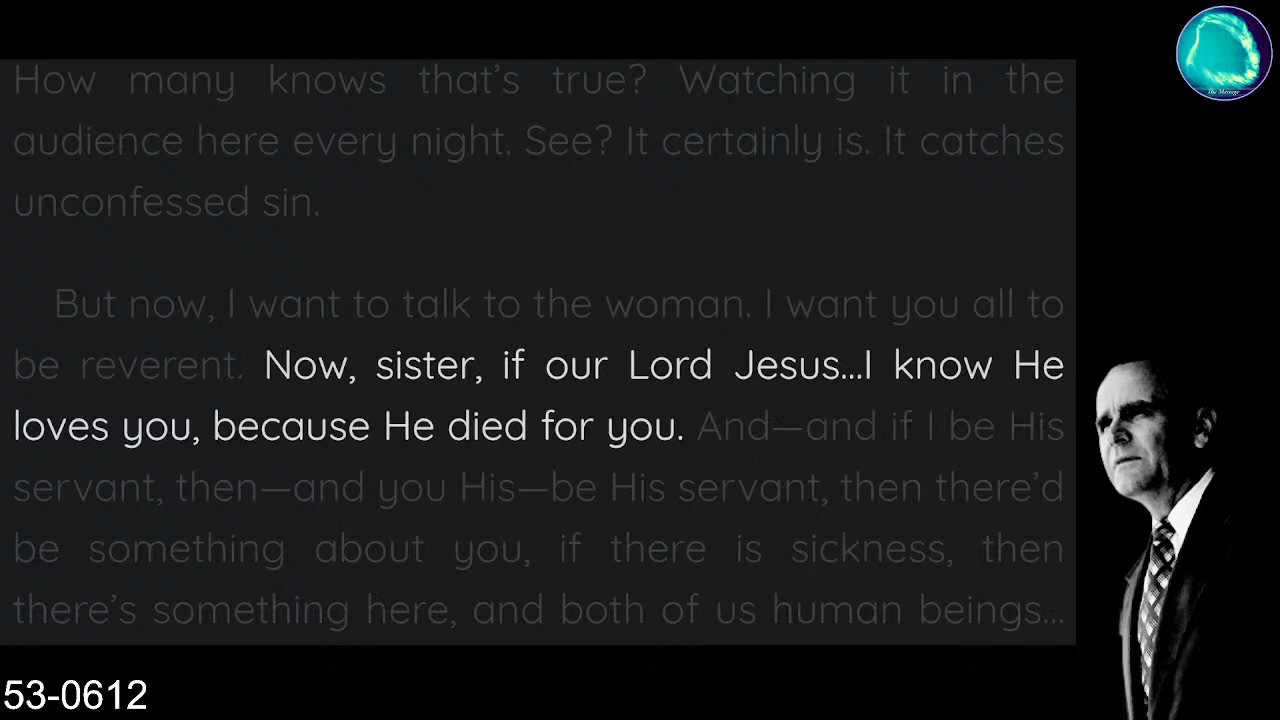 How many knows that’s true? Watching it in the
audience here every night. See? It certainly is. It catches
unconfessed sin.
But now, I want to talk to the woman. I want you all to
be reverent. Now, sister, if our Lord Jesus...I know He
loves you, because He died for you. And—and if I be His
servant, then—and you His—be His servant, then there’d
be something about you, if there is sickness, then
there’s something here, and both of us human beings...
The Message
53-0612